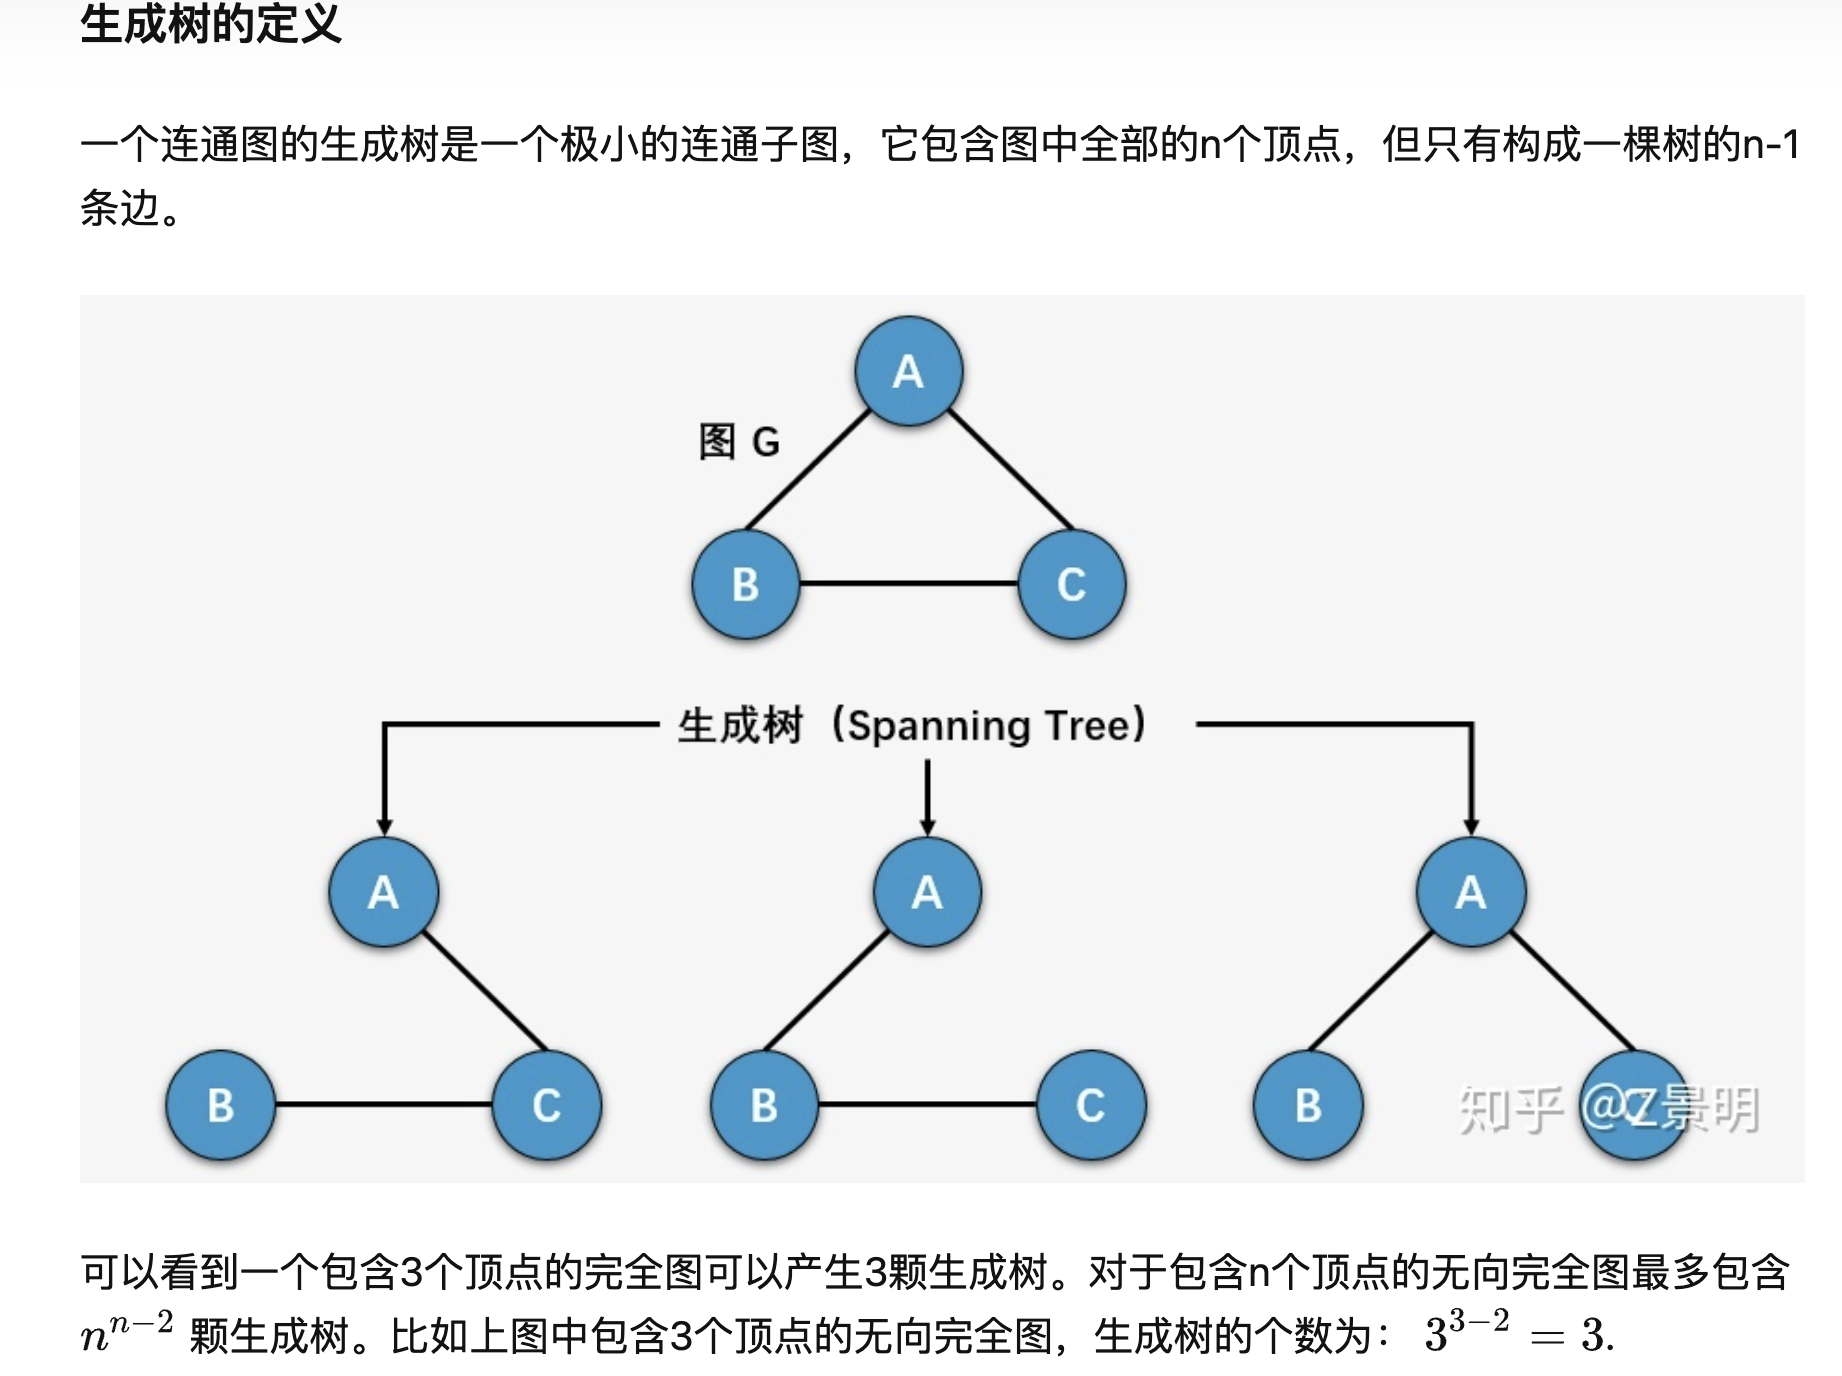 生成树的定义
一个连通图的生成树是一个极小的连通子图，它包含图中全部的n个顶点，但只有构成一棵树的n-1
条边。
A
图 G
B
C
生成树（Spanning Tree）
A
A
A
B
C
B
C
B
C
知乎 @Z景明
可以看到一个包含3个顶点的完全图可以产生3颗生成树。对于包含n个顶点的无向完全图最多包含
n^{n-2} 颗生成树。比如上图中包含3个顶点的无向完全图，生成树的个数为： 3^{3-2} = 3.